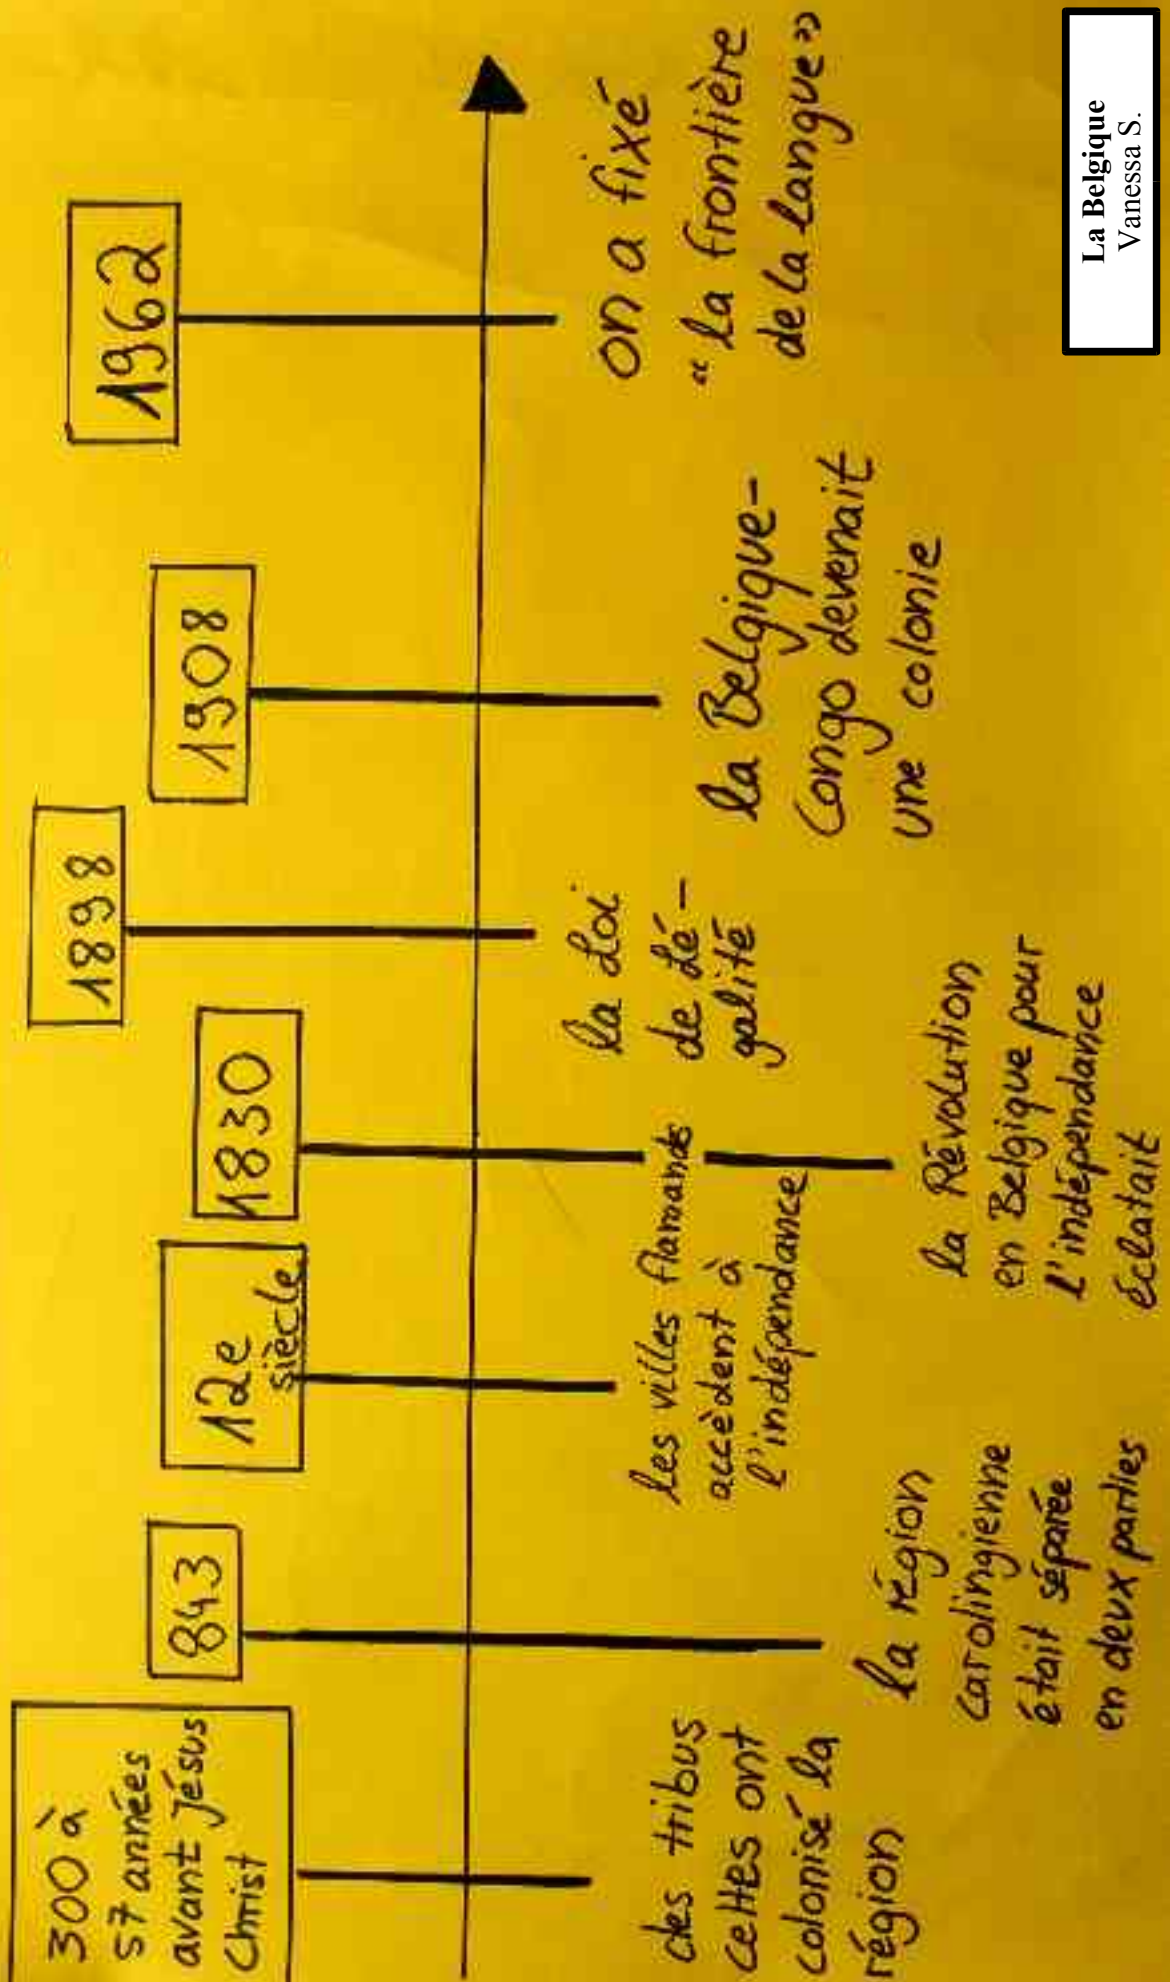 300 à
57 années
avant Jésus
Christ
des tribus
celtes ont
colonisé la
région
843
la région
carolingienne
était séparée
en deux parties
12e
siècle
les villes flamandes
accèdent à
l'indépendance
1830
la Révolution
en Belgique pour
l'indépendance
éclatait
1898
la Loi
de Lé-
galité
1908
la Belgique-
Congo devenait
une colonie
1962
on a fixé
"la frontière
de la langue"
La Belgique
Vanessa S.